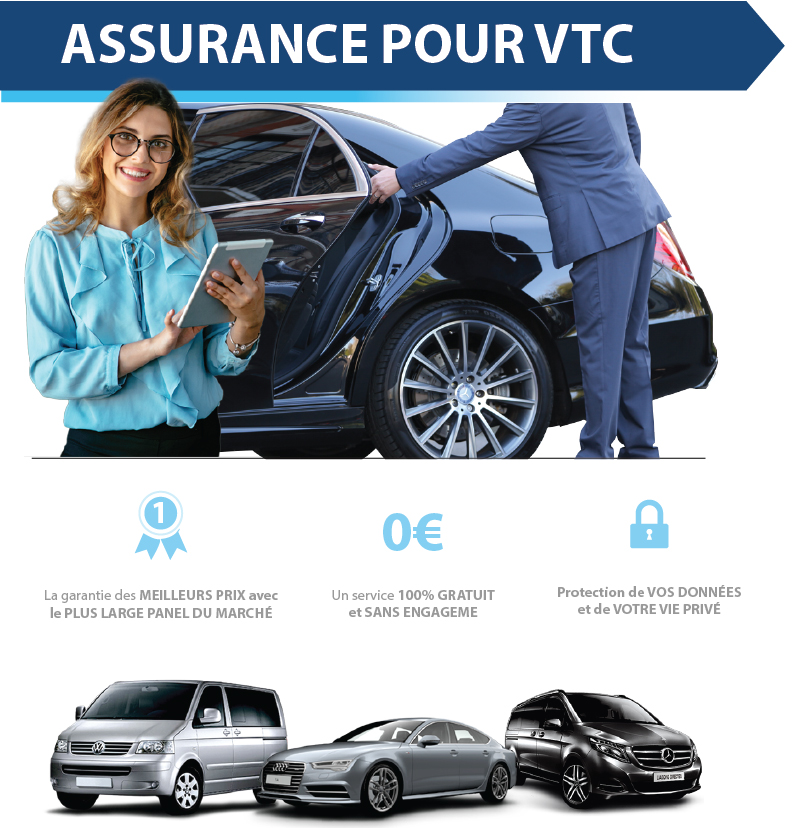 ASSURANCE POUR VTC
1
0€
La garantie des MEILLEURS PRIX avec
le PLUS LARGE PANEL DU MARCHÉ
Un service 100% GRATUIT
et SANS ENGAGEME
Protection de VOS DONNÉES
et de VOTRE VIE PRIVÉ